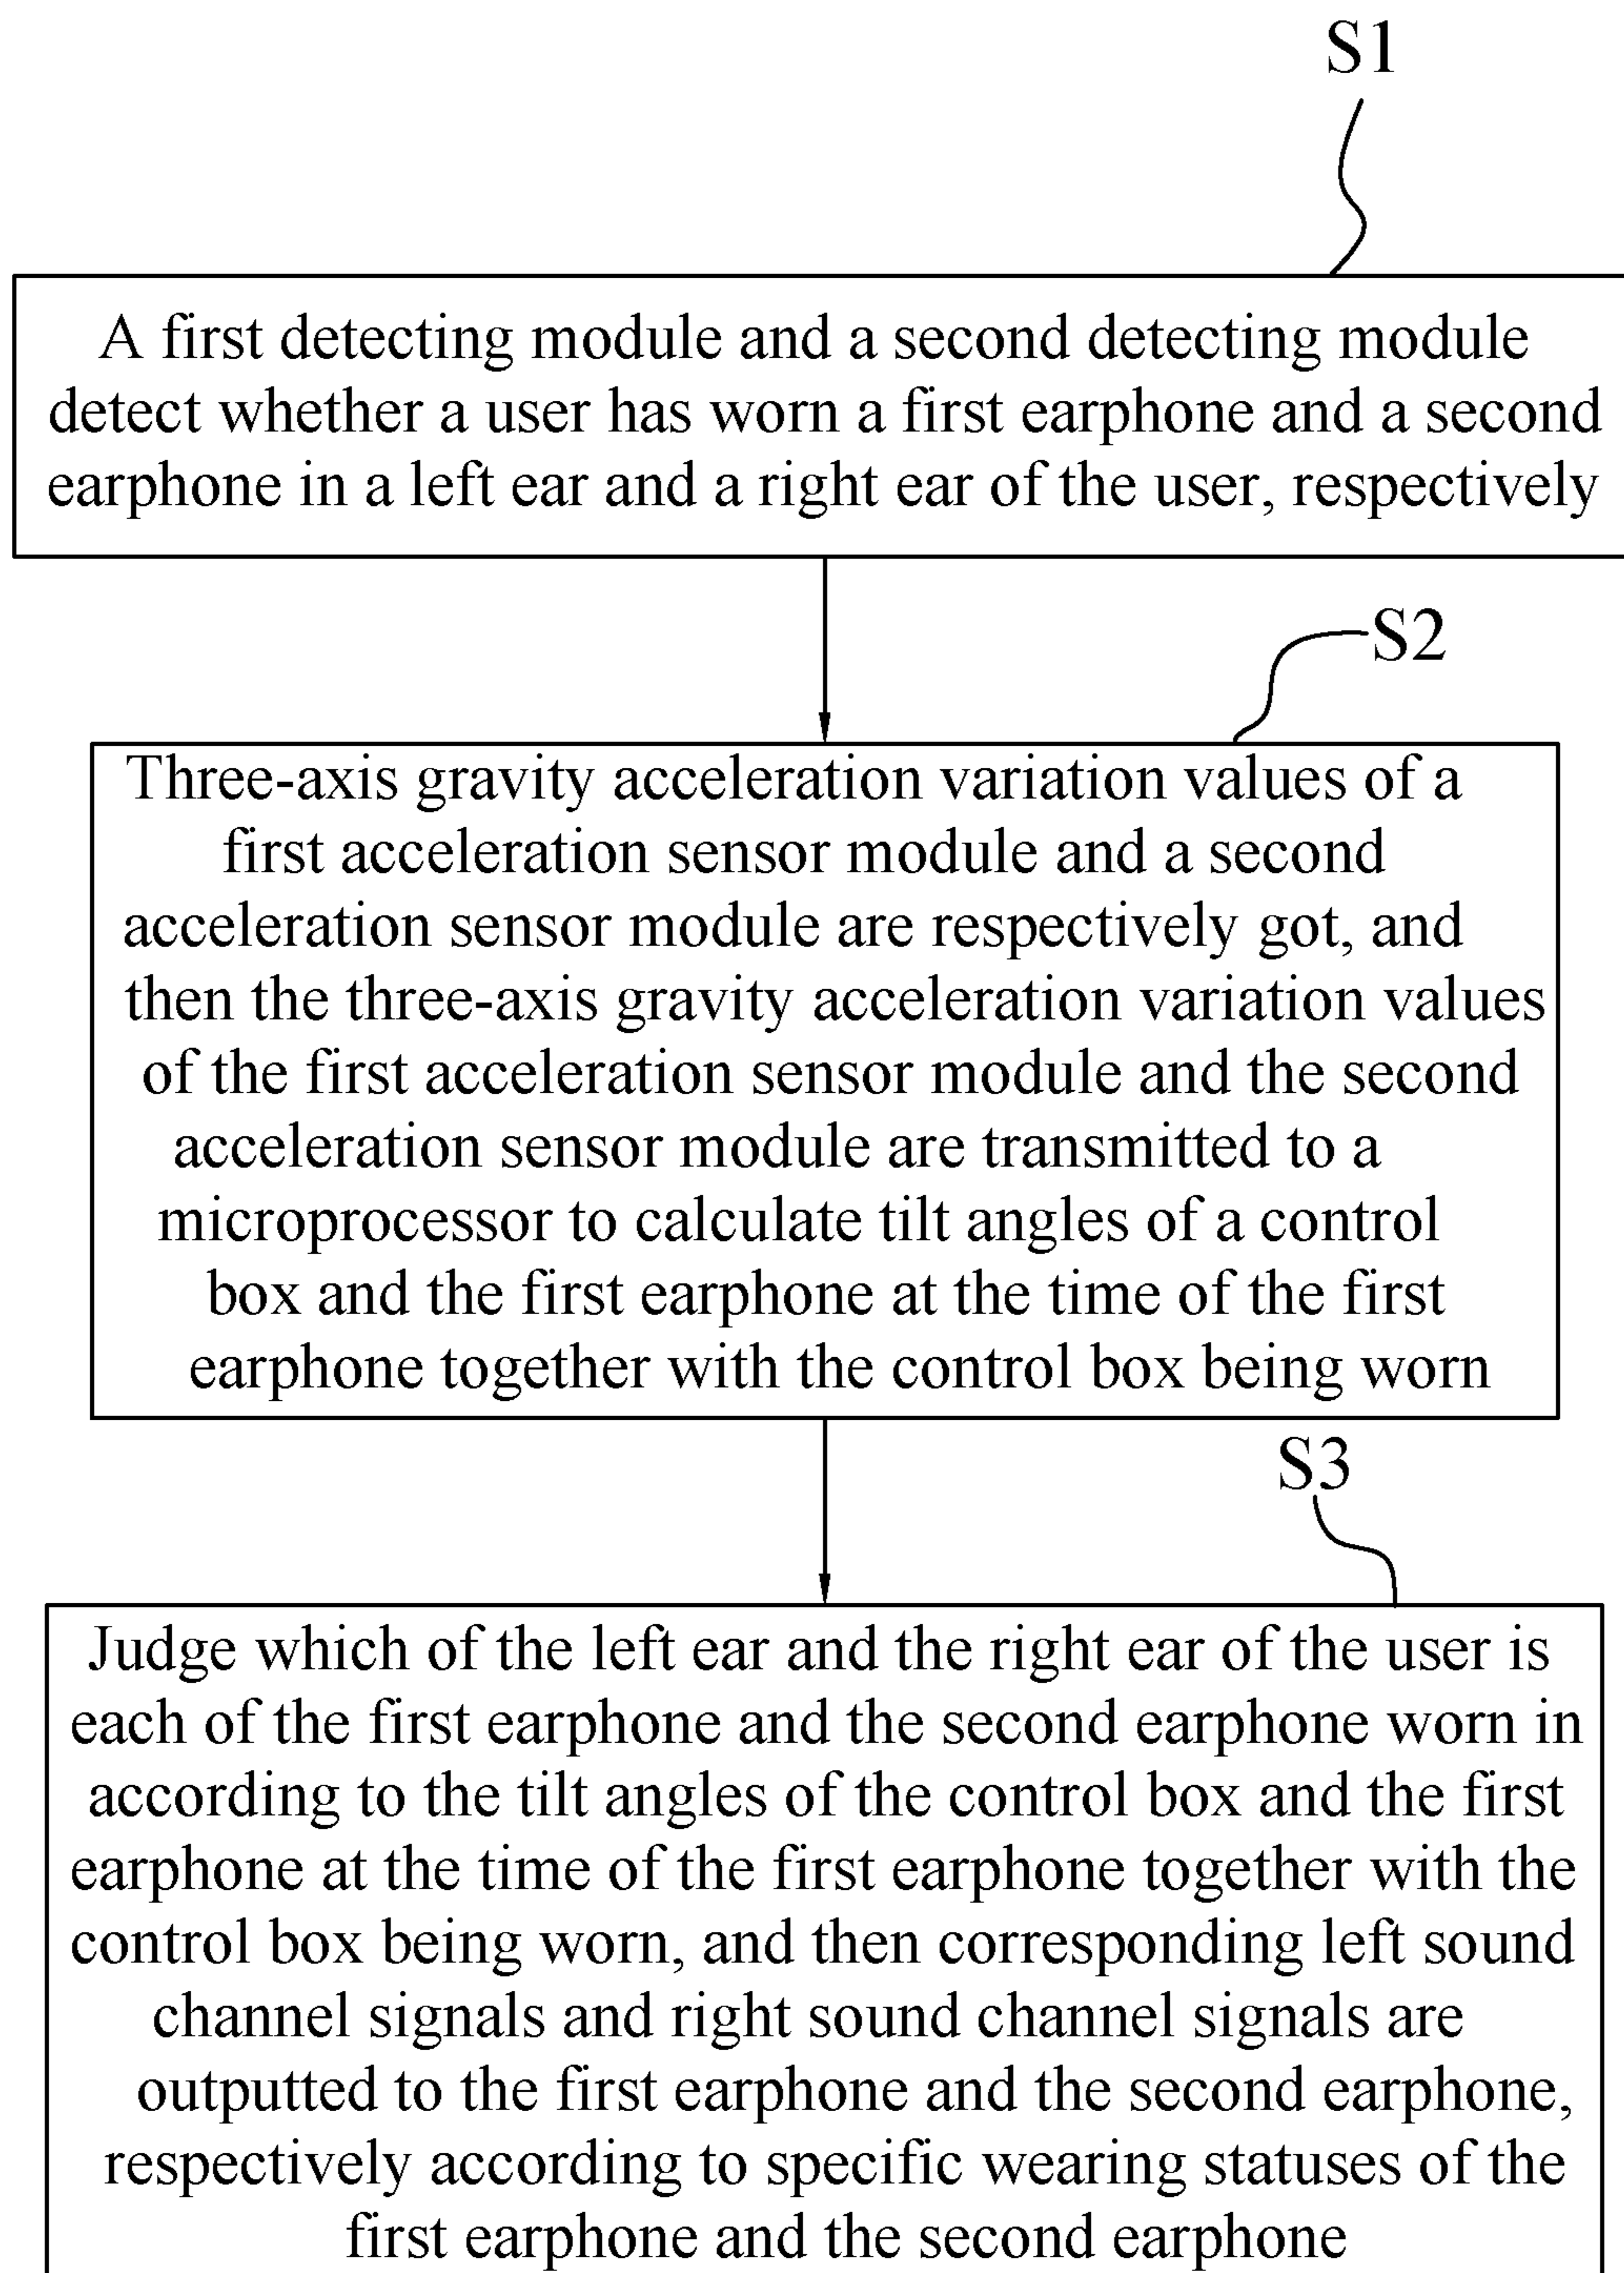 S1
A first detecting module and a second detecting module
detect whether a user has worn a first earphone and a second
earphone in a left ear and a right ear of the user, respectively
S2
Three-axis gravity acceleration variation values of a
first acceleration sensor module and a second
acceleration sensor module are respectively got, and
then the three-axis gravity acceleration variation values
of the first acceleration sensor module and the second
acceleration sensor module are transmitted to a
microprocessor to calculate tilt angles of a control
box and the first earphone at the time of the first
earphone together with the control box being worn
S3
Judge which of the left ear and the right ear of the user is
each of the first earphone and the second earphone worn in
according to the tilt angles of the control box and the first
earphone at the time of the first earphone together with the
control box being worn, and then corresponding left sound
channel signals and right sound channel signals are
outputted to the first earphone and the second earphone,
respectively according to specific wearing statuses of the
first earphone and the second earphone